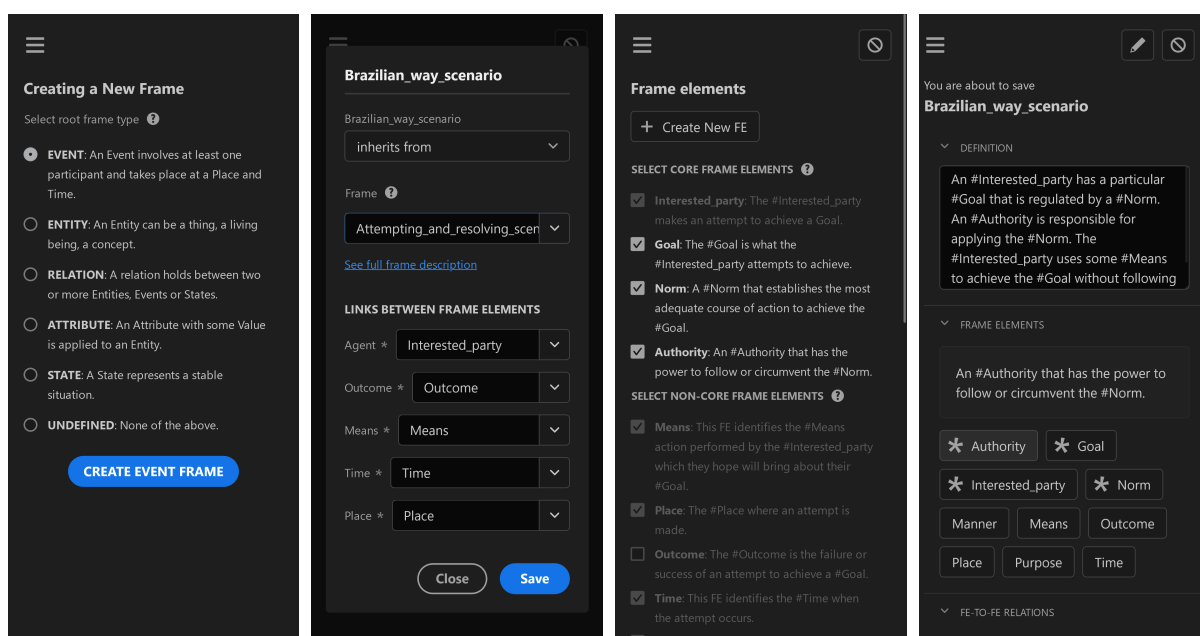 Creating a New Frame
Select root frame type ?
EVENT: An Event involves at least one
participant and takes place at a Place and
Time.
ENTITY: An Entity can be a thing, a living
being, a concept.
RELATION: A relation holds between two
or more Entities, Events or States.
ATTRIBUTE: An Attribute with some Value
is applied to an Entity.
STATE: A State represents a stable
situation.
UNDEFINED: None of the above.
CREATE EVENT FRAME
Brazilian_way_scenario
Brazilian_way_scenario
inherits from
Frame ?
Attempting_and_resolving_scen
See full frame description
LINKS BETWEEN FRAME ELEMENTS
Agent * Interested_party
Outcome * Outcome
Means * Means
Time * Time
Place * Place
Close Save
Frame elements
+ Create New FE
SELECT CORE FRAME ELEMENTS ?
Interested_party: The #Interested_party
makes an attempt to achieve a Goal.
Goal: The #Goal is what the
#Interested_party attempts to achieve.
Norm: A #Norm that establishes the most
adequate course of action to achieve the
#Goal.
Authority: An #Authority that has the
power to follow or circumvent the #Norm.
SELECT NON-CORE FRAME ELEMENTS ?
Means: This FE identifies the #Means
action performed by the #Interested_party
which they hope will bring about their
#Goal.
Place: The #Place where an attempt is
made.
Outcome: The #Outcome is the failure or
success of an attempt to achieve a #Goal.
Time: This FE identifies the #Time when
the attempt occurs.
You are about to save
Brazilian_way_scenario
DEFINITION
An #Interested_party has a particular
#Goal that is regulated by a #Norm.
An #Authority is responsible for
applying the #Norm. The
#Interested_party uses some #Means
to achieve the #Goal without following
FRAME ELEMENTS
An #Authority that has the power to
follow or circumvent the #Norm.
* Authority * Goal
* Interested_party * Norm
Manner Means Outcome
Place Purpose Time
FE-TO-FE RELATIONS